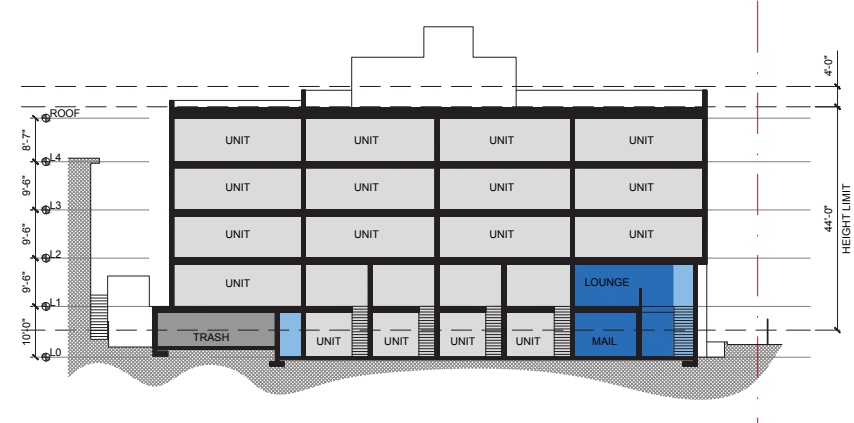 4'-0"
ROOF
8'-7"
UNIT UNIT UNIT UNIT
L4
9'-6"
UNIT UNIT UNIT UNIT
L3
9'-6"
UNIT UNIT UNIT UNIT
44'-0"
HEIGHT LIMIT
L2
9'-6"
UNIT
LOUNGE
L1
10'-0"
TRASH
UNIT UNIT UNIT UNIT
MAIL
L0